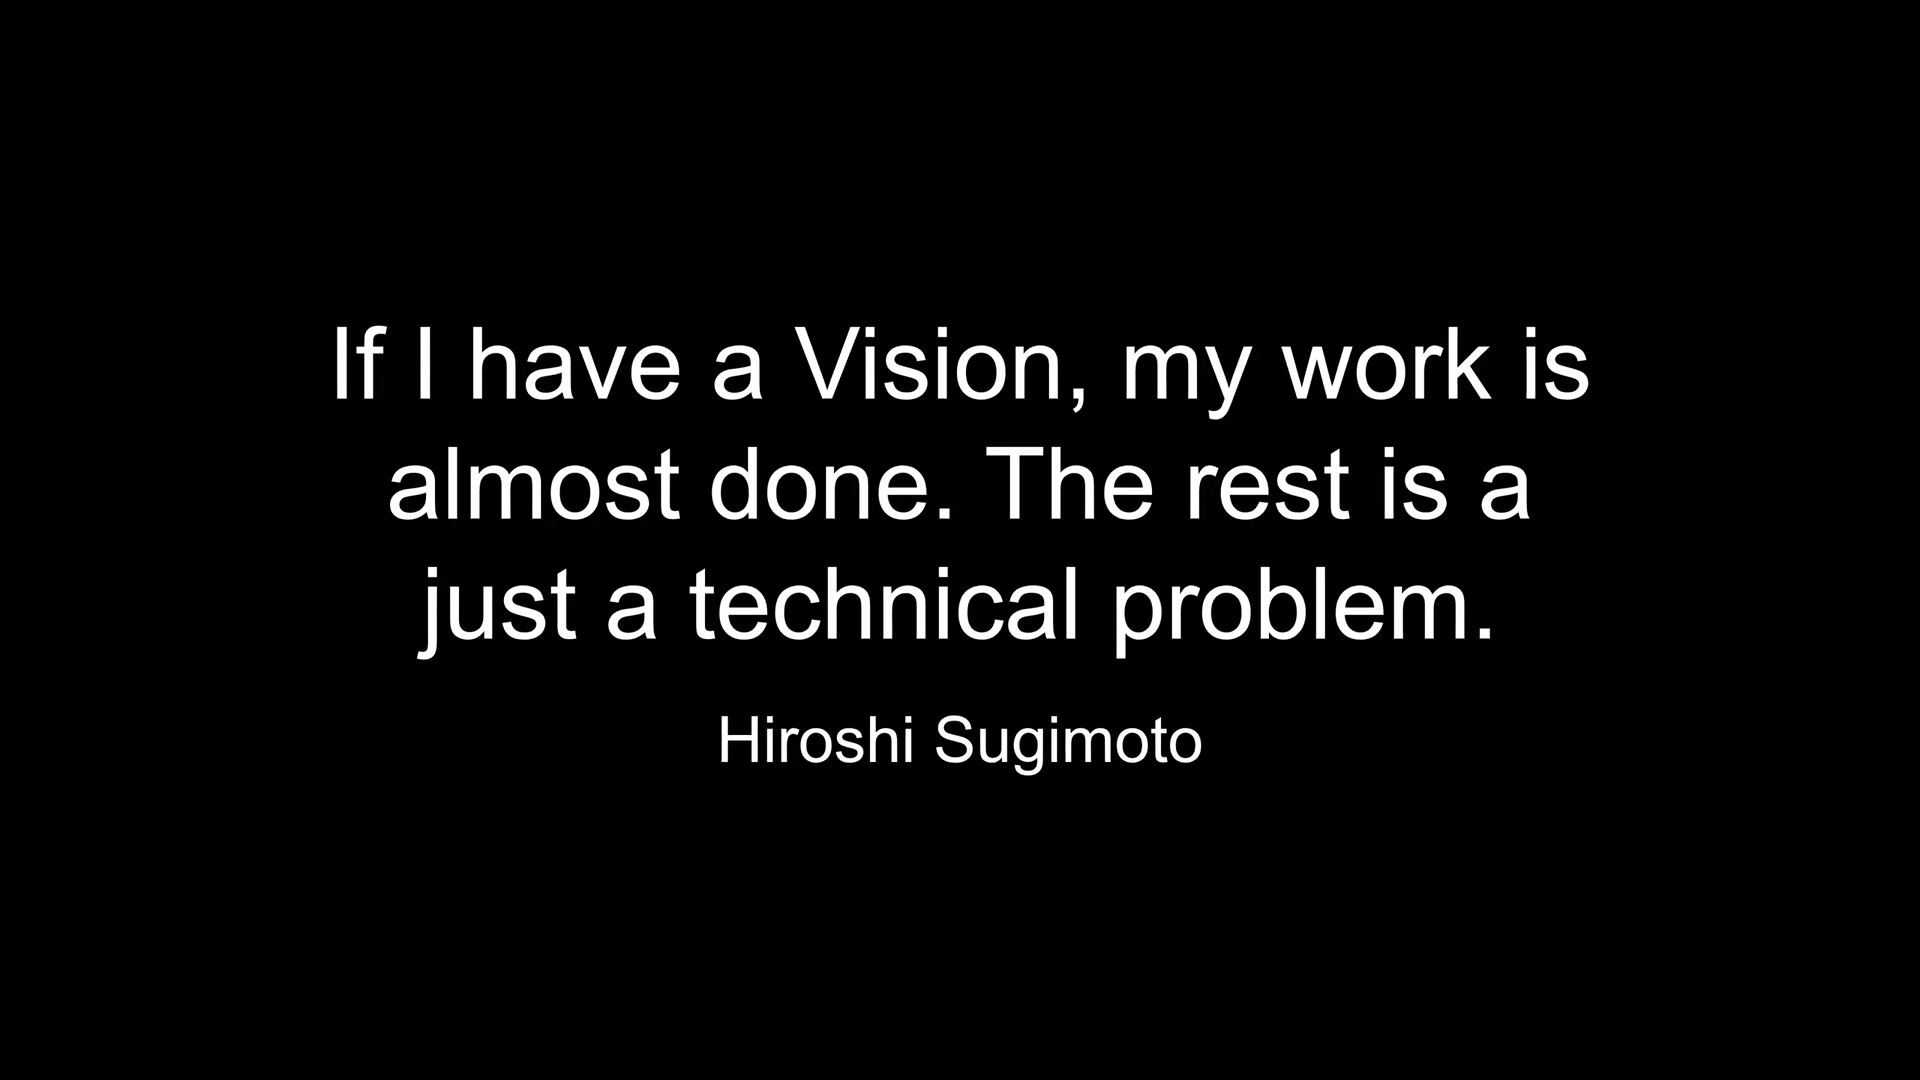 If I have a Vision, my work is
almost done. The rest is a
just a technical problem.
Hiroshi Sugimoto